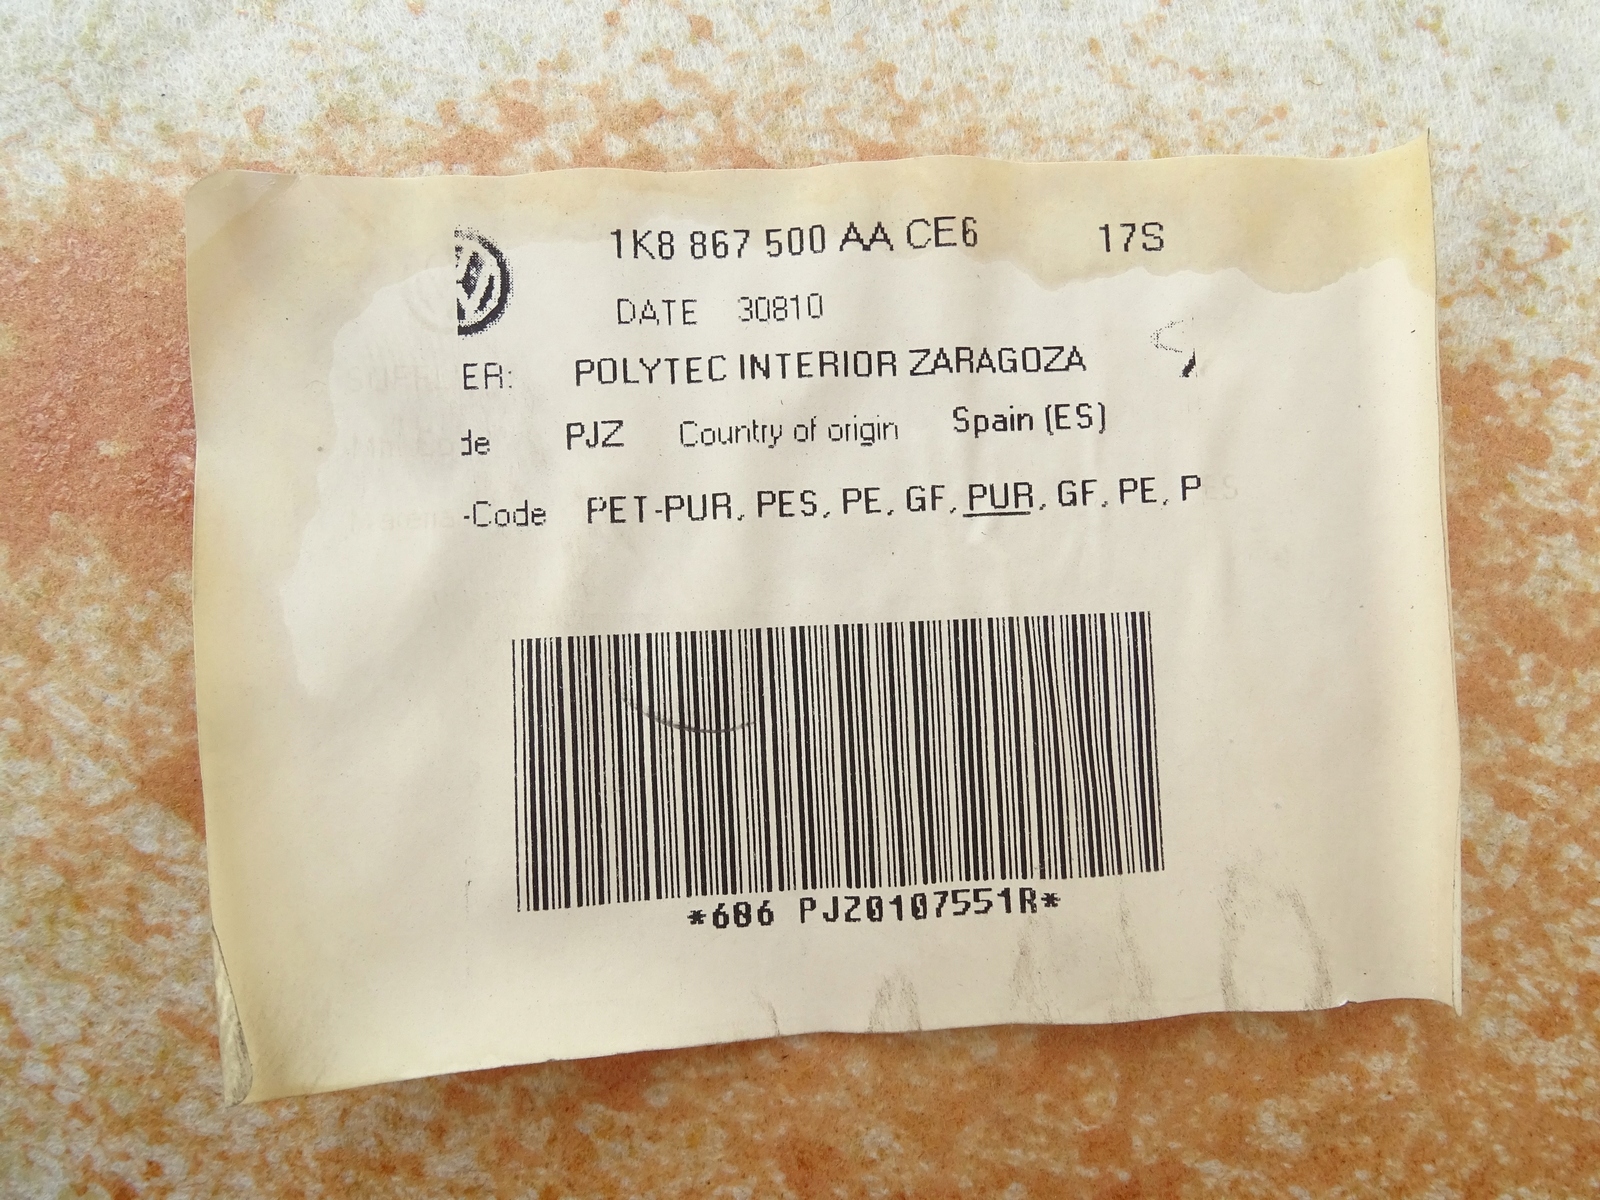 1K8 867 500 AA CE6 17S
DATE 30810
ER: POLYTEC INTERIOR ZARAGOZA
de PJZ Country of origin Spain (ES)
-Code PET-PUR, PES, PE, GF, PUR, GF, PE, P
*606 PJZ0107551R*